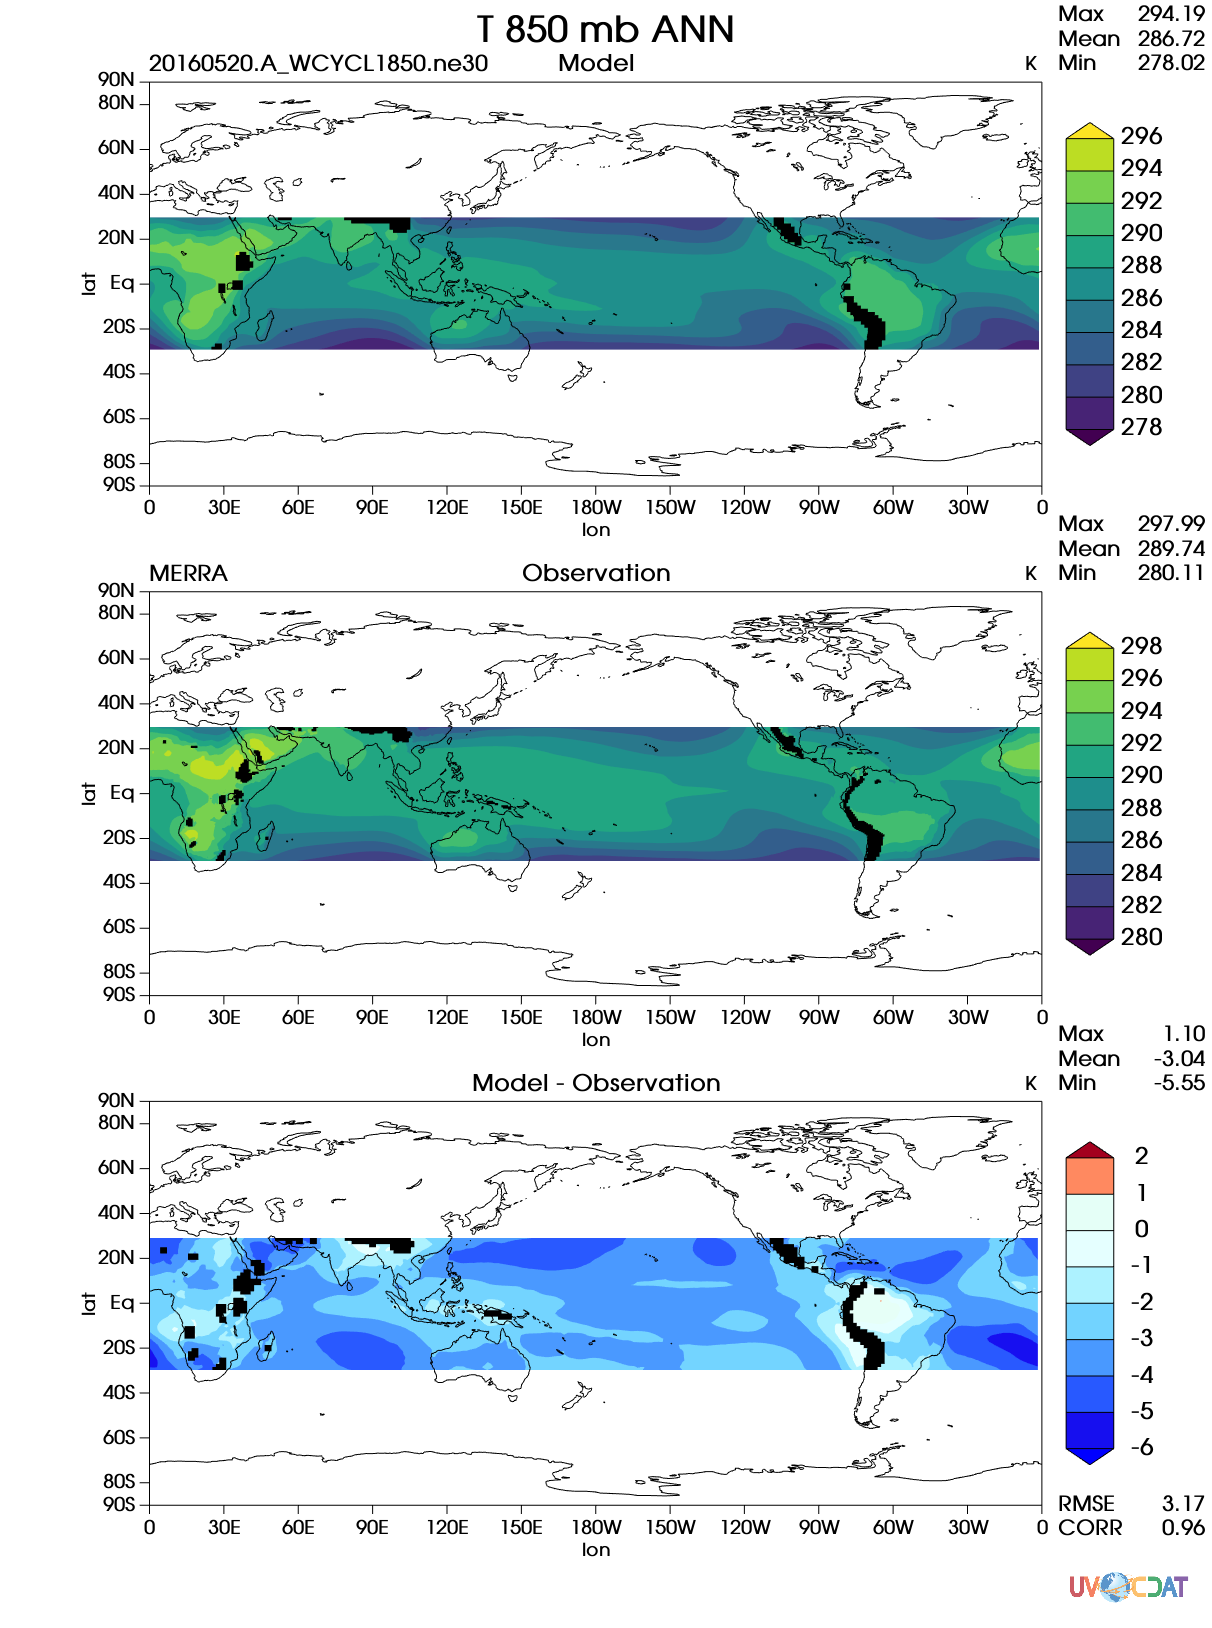 T 850 mb ANN
20160520.A_WCYCL1850.ne30 Model K
Max 294.19
Mean 286.72
Min 278.02
90N
80N
60N
40N
20N
Eq
20S
40S
60S
80S
90S
lat
0 30E 60E 90E 120E 150E 180W 150W 120W 90W 60W 30W 0
lon
296
294
292
290
288
286
284
282
280
278
MERRA Observation K
Max 297.99
Mean 289.74
Min 280.11
90N
80N
60N
40N
20N
Eq
20S
40S
60S
80S
90S
lat
0 30E 60E 90E 120E 150E 180W 150W 120W 90W 60W 30W 0
lon
298
296
294
292
290
288
286
284
282
280
Model - Observation K
Max 1.10
Mean -3.04
Min -5.55
90N
80N
60N
40N
20N
Eq
20S
40S
60S
80S
90S
lat
0 30E 60E 90E 120E 150E 180W 150W 120W 90W 60W 30W 0
lon
2
1
0
-1
-2
-3
-4
-5
-6
RMSE 3.17
CORR 0.96
UV CDAT